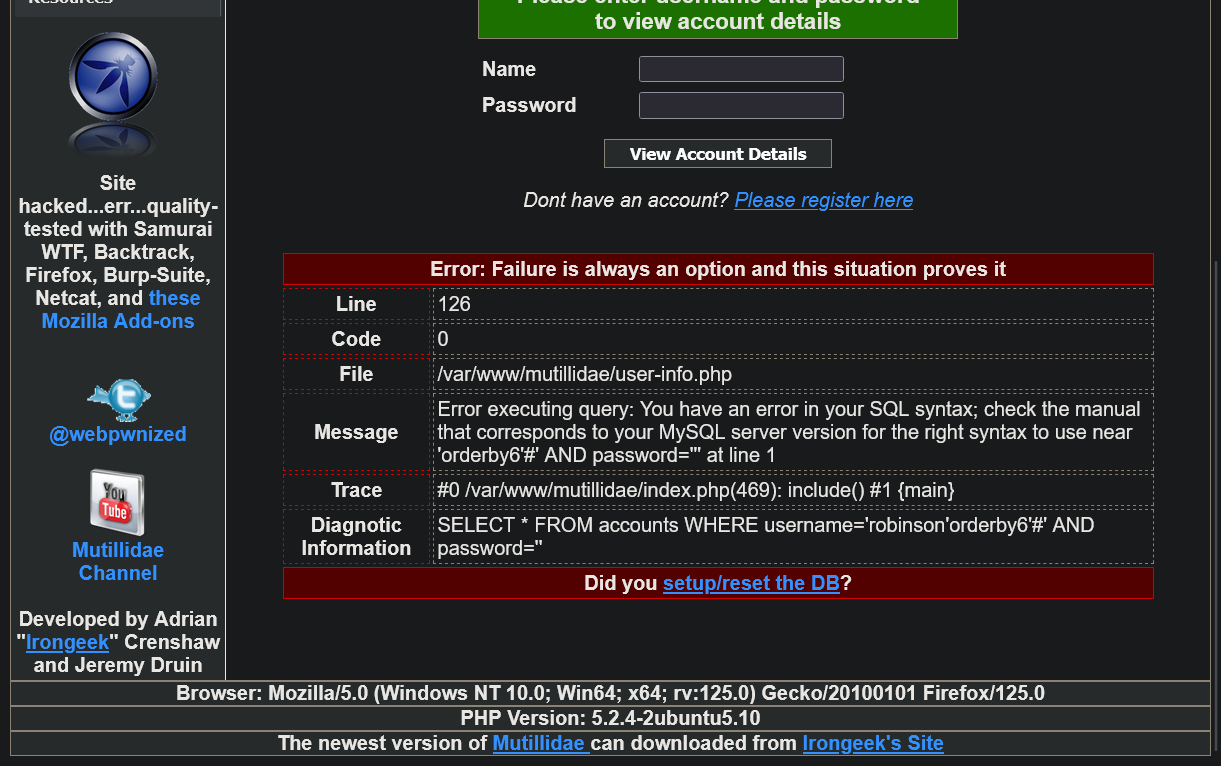 Resources
Please enter username and password
to view account details
Name
Password
View Account Details
Dont have an account? Please register here
Site
hacked...err...quality-
tested with Samurai
WTF, Backtrack,
Firefox, Burp-Suite,
Netcat, and these
Mozilla Add-ons
@webpwnized
You
Tube
Mutillidae
Channel
Developed by Adrian
"Irongeek" Crenshaw
and Jeremy Druin
Error: Failure is always an option and this situation proves it
Line 126
Code 0
File /var/www/mutillidae/user-info.php
Message Error executing query: You have an error in your SQL syntax; check the manual
that corresponds to your MySQL server version for the right syntax to use near
'orderby6'#' AND password=''' at line 1
Trace #0 /var/www/mutillidae/index.php(469): include() #1 {main}
Diagnostic Information SELECT * FROM accounts WHERE username='robinson'orderby6'#' AND
password=''
Did you setup/reset the DB?
Browser: Mozilla/5.0 (Windows NT 10.0; Win64; x64; rv:125.0) Gecko/20100101 Firefox/125.0
PHP Version: 5.2.4-2ubuntu5.10
The newest version of Mutillidae can downloaded from Irongeek's Site